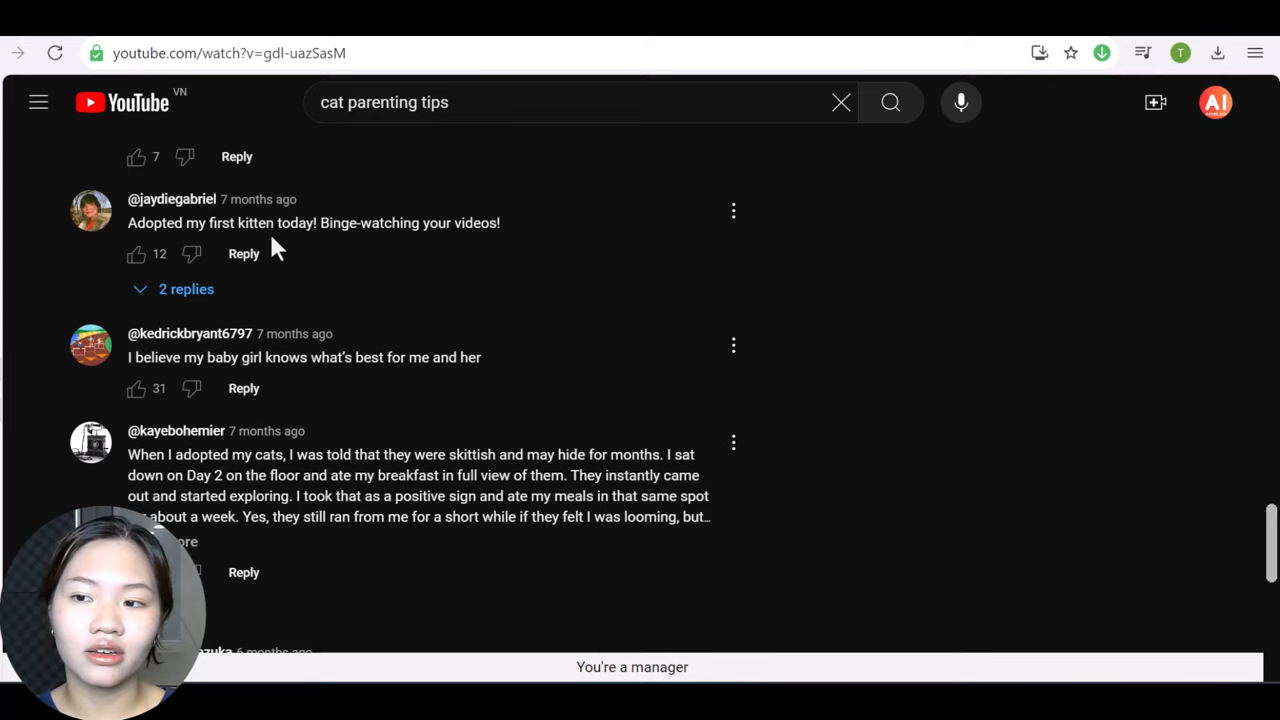 youtube.com/watch?v=gdl-uazSasM
T
YouTube VN
cat parenting tips
AI
7 Reply
@jaydiegabriel 7 months ago
Adopted my first kitten today! Binge-watching your videos!
12 Reply
2 replies
@kedrickbryant6797 7 months ago
I believe my baby girl knows what's best for me and her
31 Reply
@kayebohemier 7 months ago
When I adopted my cats, I was told that they were skittish and may hide for months. I sat
down on Day 2 on the floor and ate my breakfast in full view of them. They instantly came
out and started exploring. I took that as a positive sign and ate my meals in that same spot
about a week. Yes, they still ran from me for a short while if they felt I was looming, but…
Reply
6 months ago
You're a manager